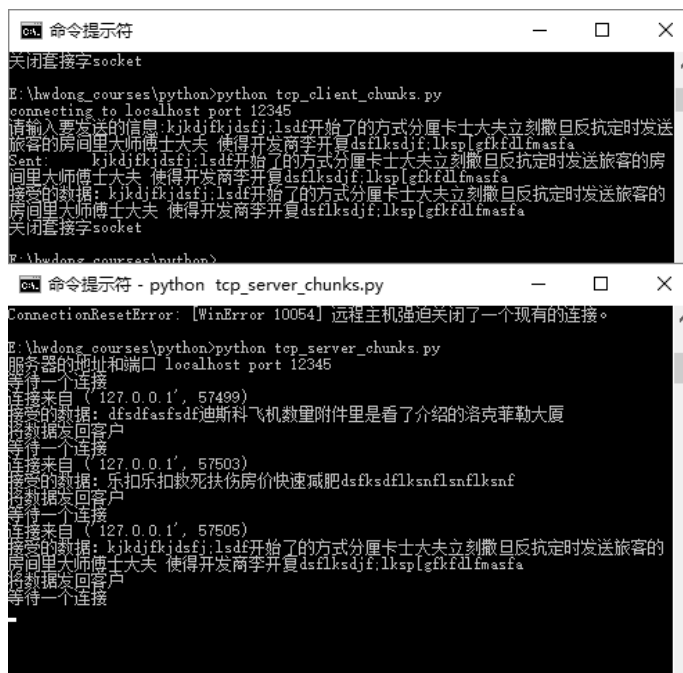 命令提示符
关闭套接字socket
E:\hwdong_courses\python>python tcp_client_chunks.py
connecting to localhost port 12345
请输入要发送的信息:kjkdjfkjdsfj;lsdf开始了的方式分厘卡士大夫立刻撒旦反抗定时发送
旅客的房间里大师傅士大夫 使得开发商李开复dsflksdjf;lksp[gfkfdlfmasfa
Sent:    kjkdjfkjdsfj;lsdf开始了的方式分厘卡士大夫立刻撒旦反抗定时发送旅客的房
间里大师傅士大夫 使得开发商李开复dsflksdjf;lksp[gfkfdlfmasfa
接受的数据: kjkdjfkjdsfj;lsdf开始了的方式分厘卡士大夫立刻撒旦反抗定时发送旅客的
房间里大师傅士大夫 使得开发商李开复dsflksdjf;lksp[gfkfdlfmasfa
关闭套接字socket
E:\hwdong_courses\python>
命令提示符 - python  tcp_server_chunks.py
ConnectionResetError: [WinError 10054] 远程主机强迫关闭了一个现有的连接。
E:\hwdong_courses\python>python tcp_server_chunks.py
服务器的地址和端口 localhost port 12345
等待一个连接
连接来自 ('127.0.0.1', 57499)
接受的数据: dfsdfasfsdf迪斯科飞机数量附件里是看了介绍的洛克菲勒大厦
将数据发回客户
等待一个连接
连接来自 ('127.0.0.1', 57503)
接受的数据: 乐扣乐扣救死扶伤房价快速减肥dsfksdflksnflsnflksnf
将数据发回客户
等待一个连接
连接来自 ('127.0.0.1', 57505)
接受的数据: kjkdjfkjdsfj;lsdf开始了的方式分厘卡士大夫立刻撒旦反抗定时发送旅客的
房间里大师傅士大夫 使得开发商李开复dsflksdjf;lksp[gfkfdlfmasfa
将数据发回客户
等待一个连接